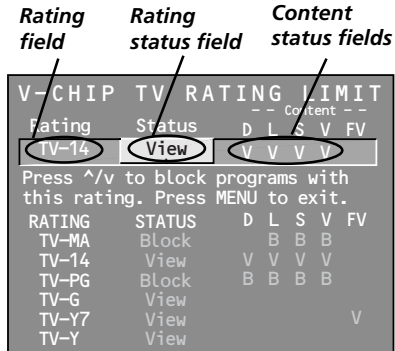 Rating field
Rating status field
Content status fields
V-CHIP TV RATING LIMIT
– – Content – –
Rating Status D L S V FV
TV-14 View V V V V
Press ^/v to block programs with
this rating. Press MENU to exit.
RATING STATUS D L S V FV
TV-MA Block B B B
TV-14 View V V V V
TV-PG Block B B B B
TV-G View
TV-Y7 View V
TV-Y View